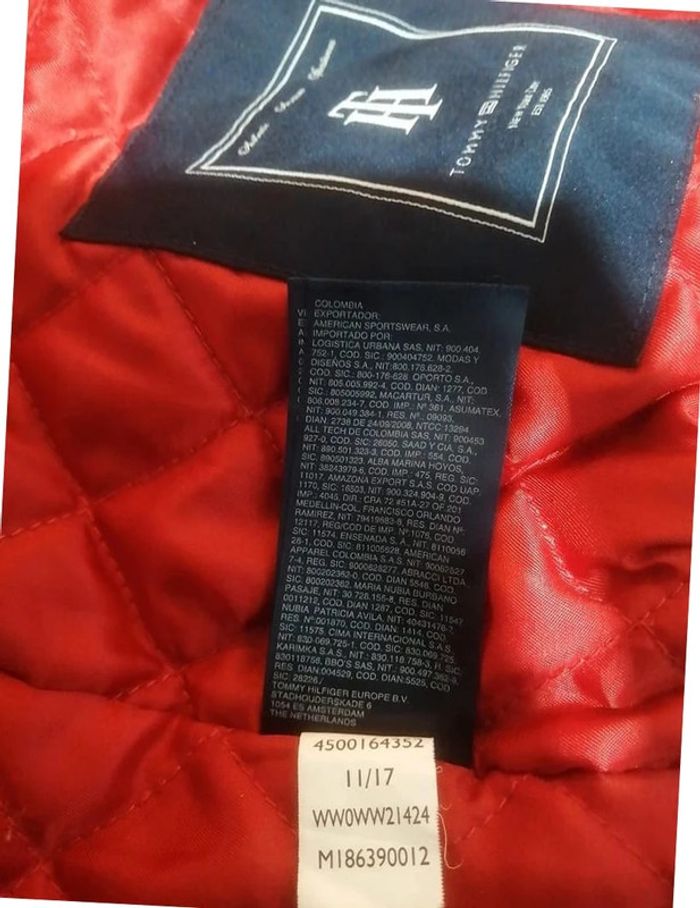 TOMMY HILFIGER
NEW YORK CITY
EST. 1985
COLOMBIA
EXPORTADOR:
AMERICAN SPORTSWEAR, S.A.
IMPORTADO POR:
LOGISTICA URBANA SAS, NIT: 900.404.
752-1, COD. SIC: 900404752. MODAS Y
DISEÑOS S.A., NIT:800.176.628-2,
COD. SIC: 800-176-628. OPORTO S.A.,
NIT: 805.005.992-4, COD. DIAN: 1277, COD
SIC.: 805005992, MACARTUR, S.A., NIT:
808.008.234-7, COD. IMP.: Nº 361, ASUMATEX,
NIT: 900.049.384-1, RES. Nº.: 09093,
DIAN: 2738 DE 24/09/2008, NTCC 13294
ALL TECH DE COLOMBIA SAS, NIT: 900453
927-0, COD. SIC: 26050, SAAD Y CIA, S.A.,
NIT: 890.501.323-3, COD. IMP.: 554, COD.
SIC. 890501323. ALBA MARINA HOYOS,
NIT: 38243979-6, COD. IMP.: 475, REG. SIC:
11017. AMAZONA EXPORT S.A.S. COD UAP:
1170, SIC: 16503, NIT: 900.324.904-9, COD.
IMP.: 4045, DIR.: CRA 72 #51A-27 OF 201
MEDELLIN-COL, FRANCISCO ORLANDO
RAMIREZ, NIT: 79419683-8, RES. DIAN Nº
12117, REG/COD DE IMP. Nº:1076, COD.
SIC: 11574. ENSENADA S.A., NIT: 8110056
28-1, COD. SIC: 811005628, AMERICAN
APPAREL COLOMBIA S.A.S. NIT: 90062827
7-4, REG. SIC: 9000628277, ABRACCI LTDA
NIT: 800202352-0, COD. DIAN 5546, COD.
SIC: 800202352. MARIA NUBIA BURBANO
PASAJE, NIT: 30.728.156-8, RES. DIAN
0011212, COD. DIAN 1287, COD. SIC: 11547
NUBIA PATRICIA AVILA, NIT: 40431476-7,
RES. Nº:001870, COD. DIAN: 1414, COD.
SIC: 11575. CIMA INTERNACIONAL S.A.S.
NIT: 830.069.725-1, COD. SIC: 830.069.725.
KARIMKA S.A.S., NIT.: 830.118.758-3, H. SIC:
830118758, BBO'S SAS, NIT: 900.497.362-9,
RES. DIAN:004529, COD. DIAN:5525, COD.
SIC: 26226./
TOMMY HILFIGER EUROPE B.V.
STADHOUDERSKADE 6
1054 ES AMSTERDAM
THE NETHERLANDS
4500164352
11/17
WW0WW21424
M186390012